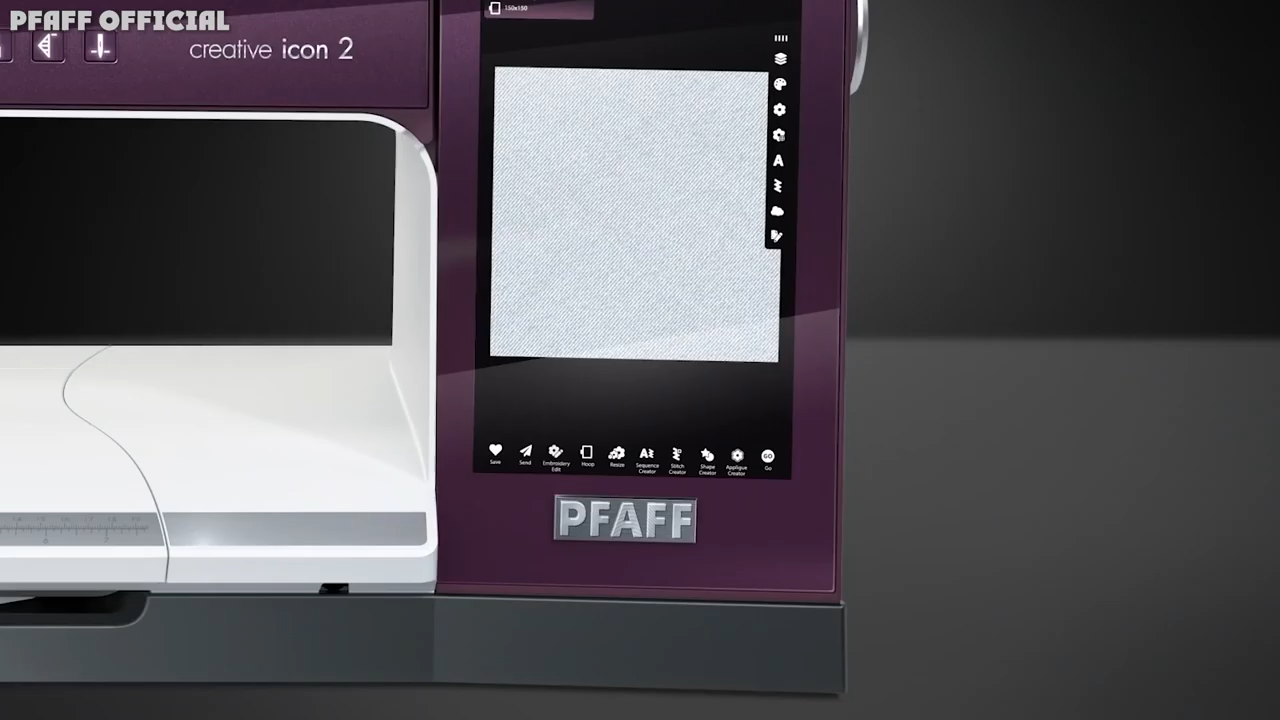 PFAFF OFFICIAL
150x150
creative icon 2
A
Save
Send
Embroidery Edit
Hoop
Resize
Sequence Creator
Stitch Creator
Shape Creator
Applique Creator
GO
Go
PFAFF